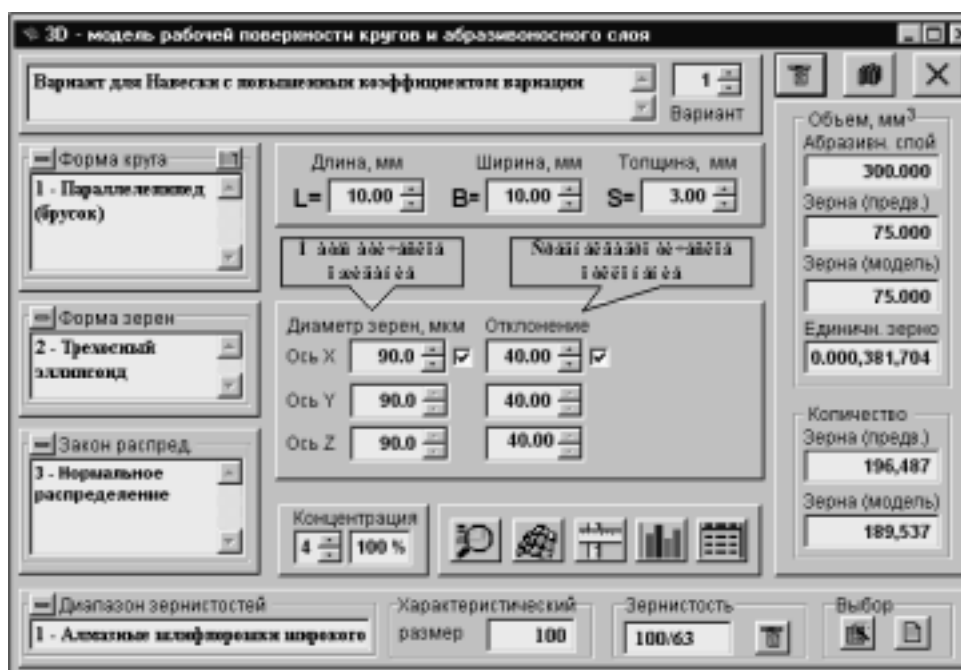 3D - модель рабочей поверхности кругов и абразивоносного слоя
Вариант для Навески с повышенным коэффициентом вариации
1
Вариант
Форма круга
1 - Параллелепипед
(брусок)
Длина, мм Ширина, мм Толщина, мм
L= 10.00 B= 10.00 S= 3.00
Объем, мм3
Абразивн. слой
300.000
Зерна (предв.)
75.000
Зерна (модель)
75.000
Единичн. зерно
0.000,381,704
Форма зерен
2 - Трехосный
эллипсоид
Диаметр зерен, мкм Отклонение
Ось X 90.0 40.00
Ось Y 90.0 40.00
Ось Z 90.0 40.00
Закон распред.
3 - Нормальное
распределение
Количество
Зерна (предв.)
196,487
Зерна (модель)
189,537
Концентрация
4 100 %
Диапазон зернистостей
1 - Алмазные шлифпорошки широкого
Характеристический
размер 100
Зернистость
100/63
Выбор